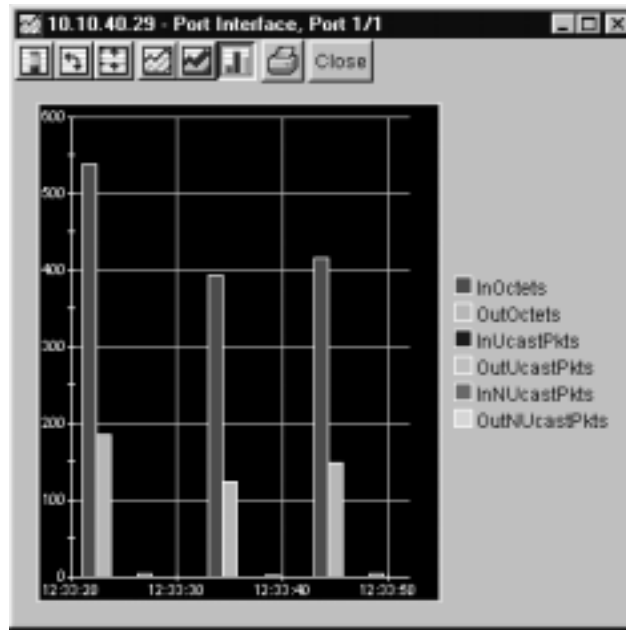 10.10.40.29 - Port Interface, Port 1/1
Close
600
500
400
300
200
100
0
12:33:20 12:33:30 12:33:40 12:33:50
InOctets
OutOctets
InUcastPkts
OutUcastPkts
InNUcastPkts
OutNUcastPkts